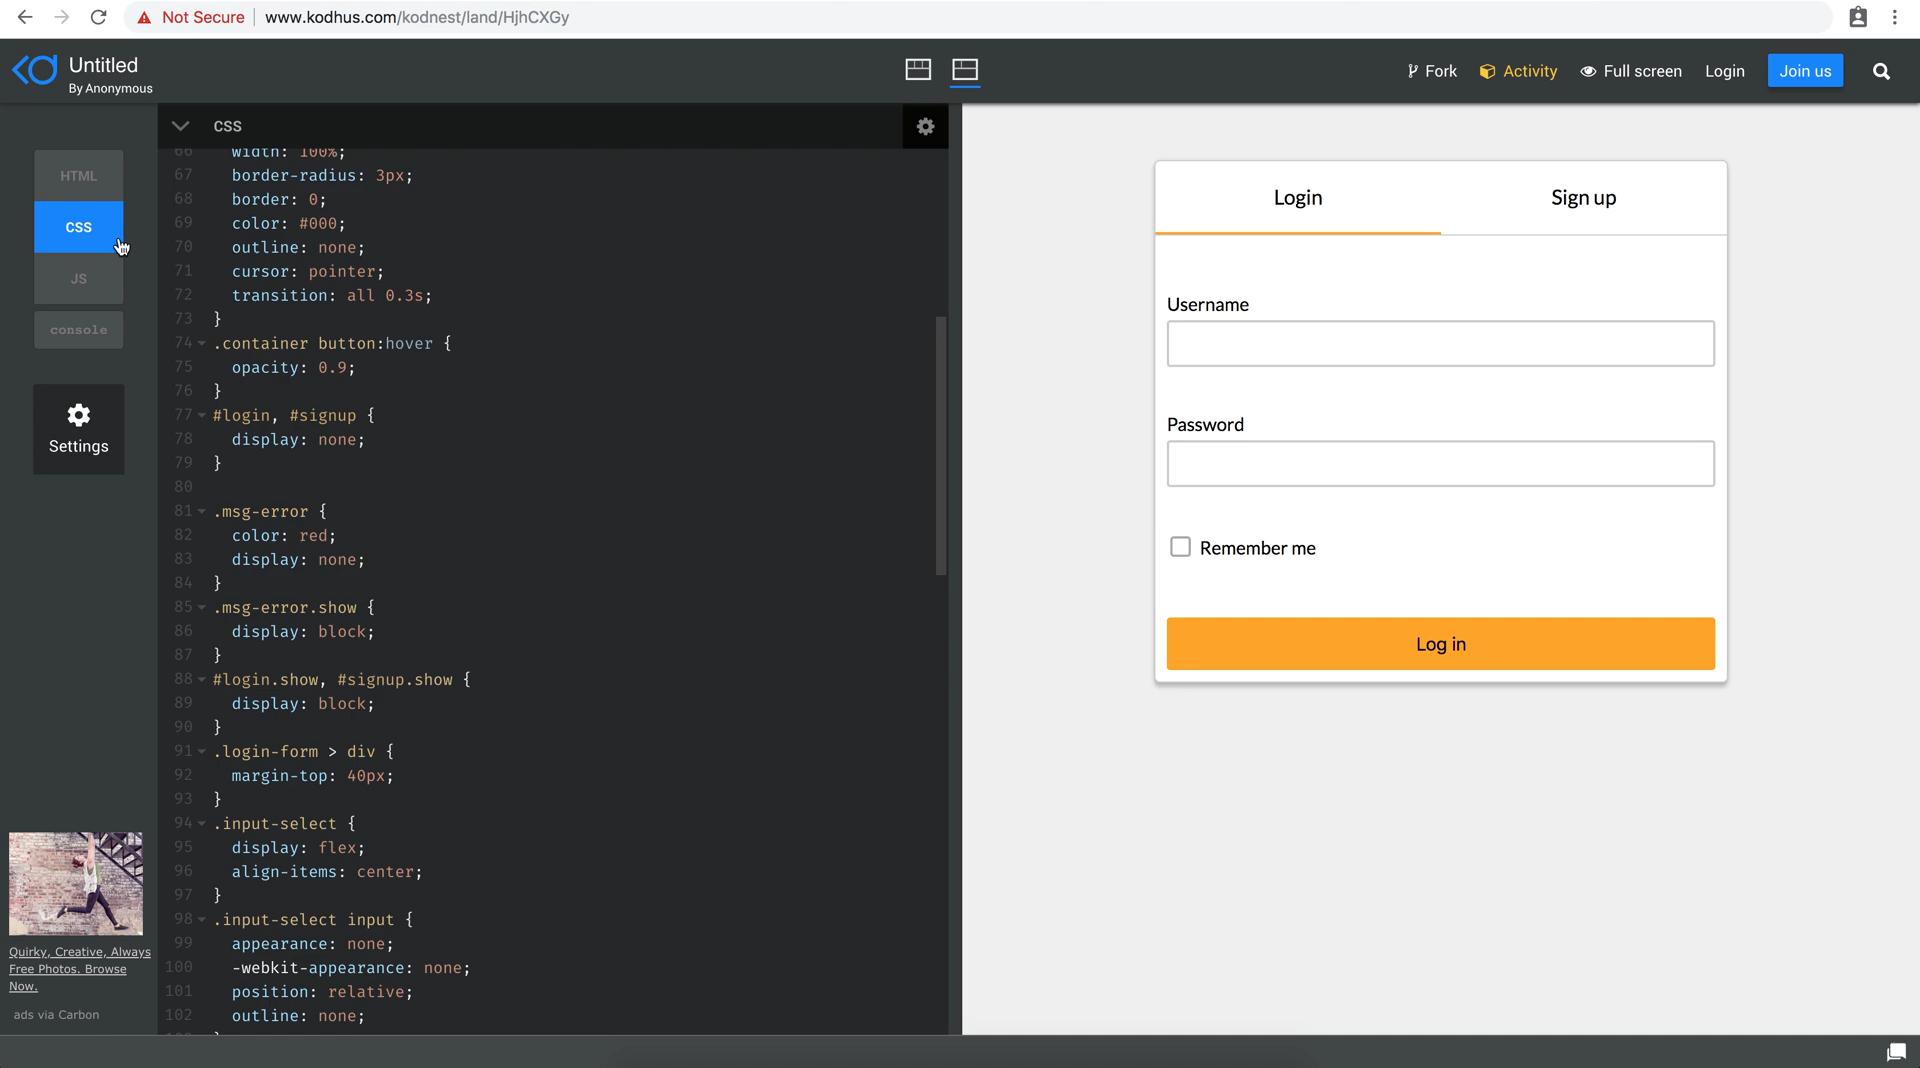 Not Secure www.kodhus.com/kodnest/land/HjhCXGy
Untitled
By Anonymous
Fork Activity Full screen Login Join us
CSS
HTML
CSS
JS
console
Settings
66 width: 100%;
67 border-radius: 3px;
68 border: 0;
69 color: #000;
70 outline: none;
71 cursor: pointer;
72 transition: all 0.3s;
73 }
74 .container button:hover {
75 opacity: 0.9;
76 }
77 #login, #signup {
78 display: none;
79 }
80
81 .msg-error {
82 color: red;
83 display: none;
84 }
85 .msg-error.show {
86 display: block;
87 }
88 #login.show, #signup.show {
89 display: block;
90 }
91 .login-form > div {
92 margin-top: 40px;
93 }
94 .input-select {
95 display: flex;
96 align-items: center;
97 }
98 .input-select input {
99 appearance: none;
100 -webkit-appearance: none;
101 position: relative;
102 outline: none;
Quirky, Creative, Always
Free Photos. Browse
Now.
ads via Carbon
Login Sign up
Username
Password
Remember me
Log in